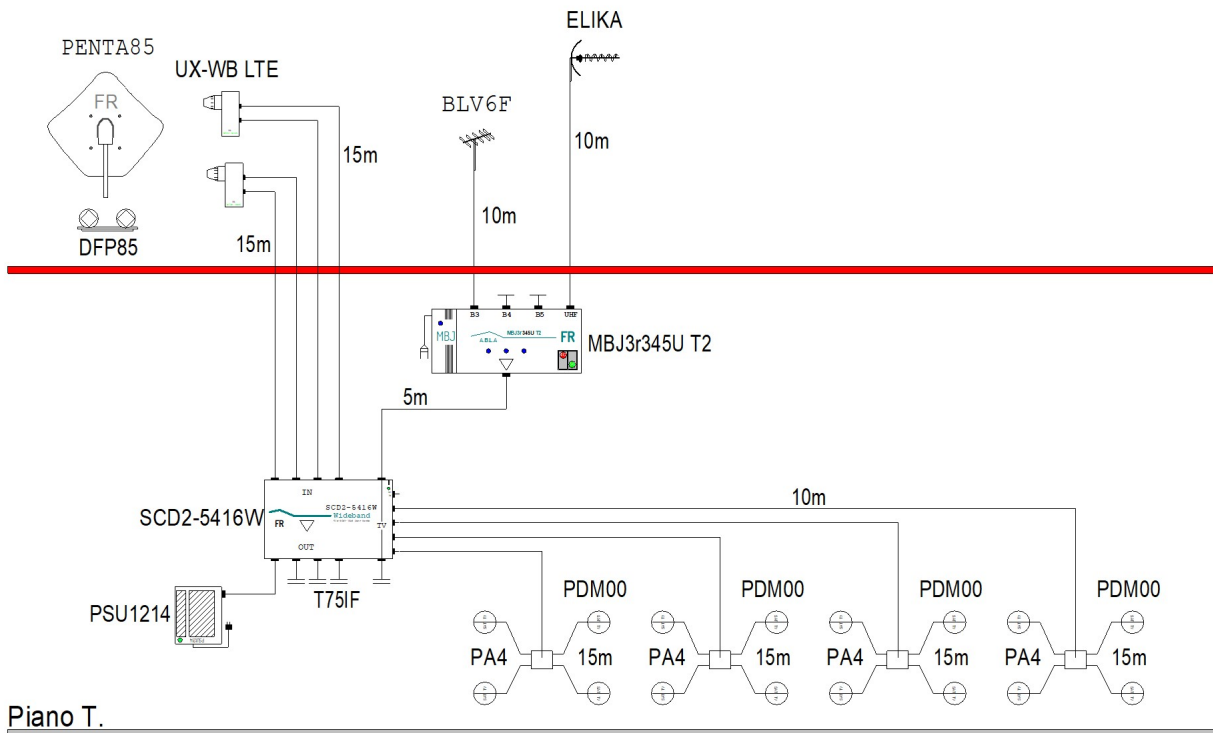 ELIKA
PENTA85
UX-WB LTE
FR
BLV6F
10m
15m
10m
DFP85
15m
B3
B4
B5
UHF
MBJ
MBJ3r345U T2
ABLA
FR
MBJ3r345U T2
5m
IN
10m
SCD2-5416W
SCD2-5416W
Wideband
FR
TV
OUT
T75IF
PSU1214
PDM00
PDM00
PDM00
PDM00
PA4
15m
PA4
15m
PA4
15m
PA4
15m
Piano T.